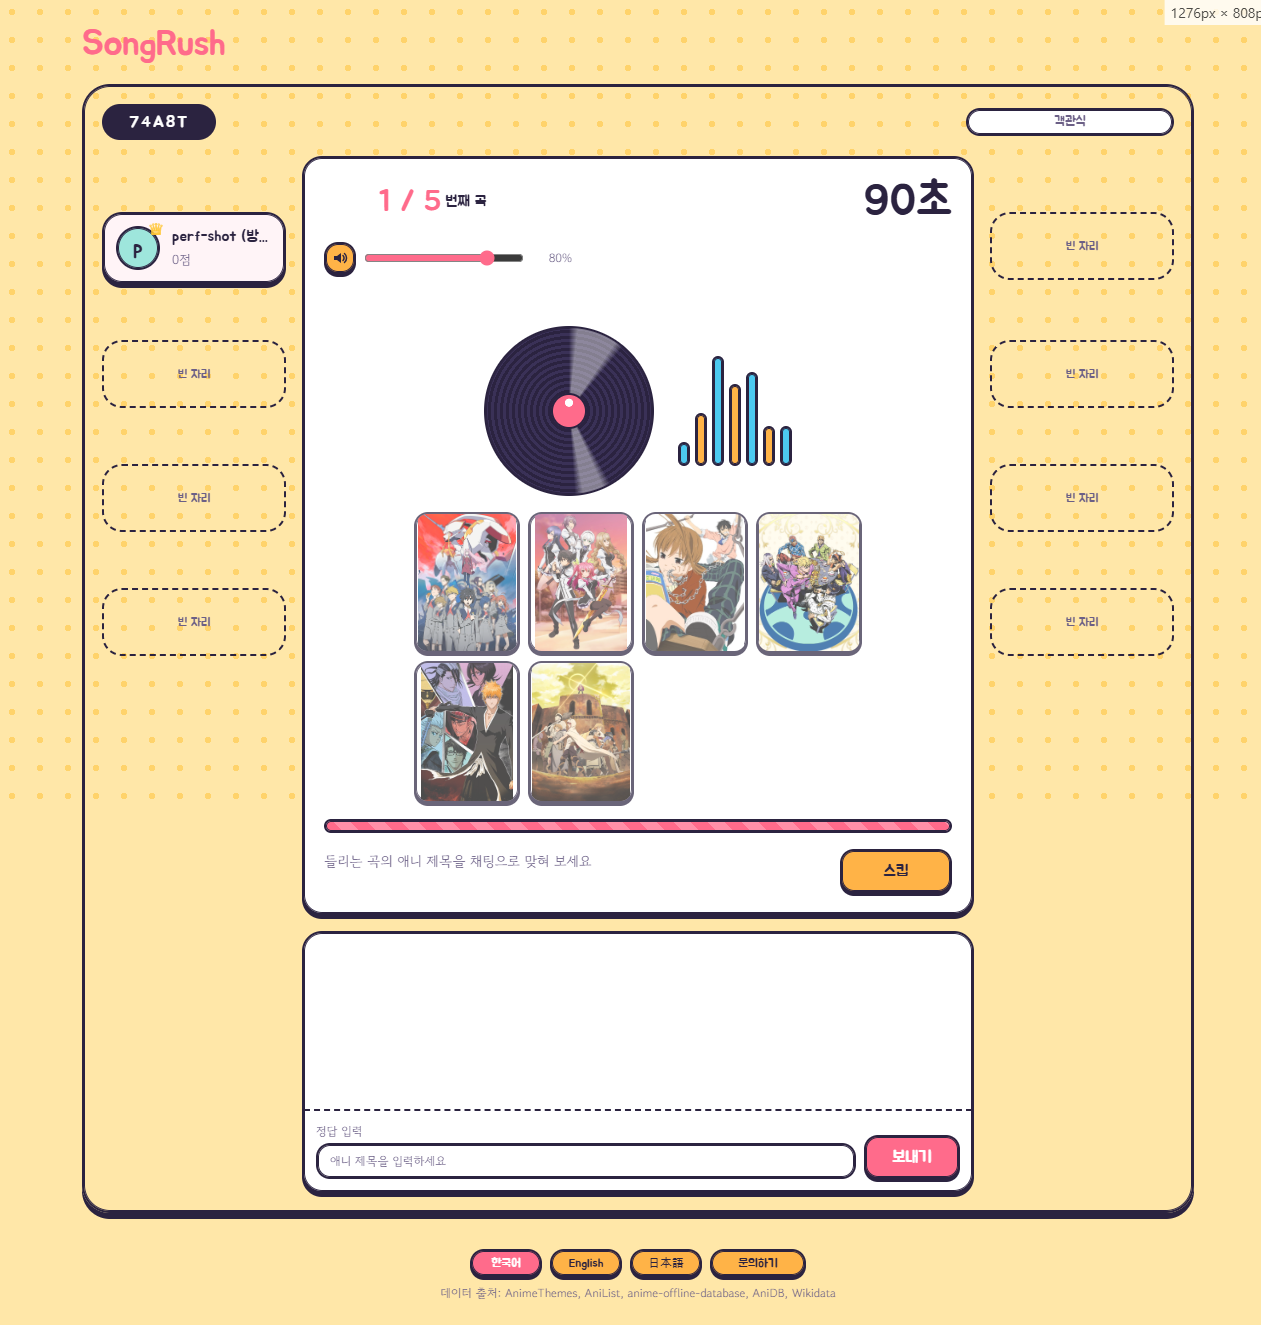 1276px × 808p
SongRush
74A8T
객관식
1 / 5 번째 곡
90초
P
perf-shot (방...
0점
80%
빈 자리
빈 자리
빈 자리
빈 자리
빈 자리
빈 자리
빈 자리
들리는 곡의 애니 제목을 채팅으로 맞혀 보세요
스킵
정답 입력
애니 제목을 입력하세요
보내기
한국어
English
日本語
문의하기
데이터 출처: AnimeThemes, AniList, anime-offline-database, AniDB, Wikidata